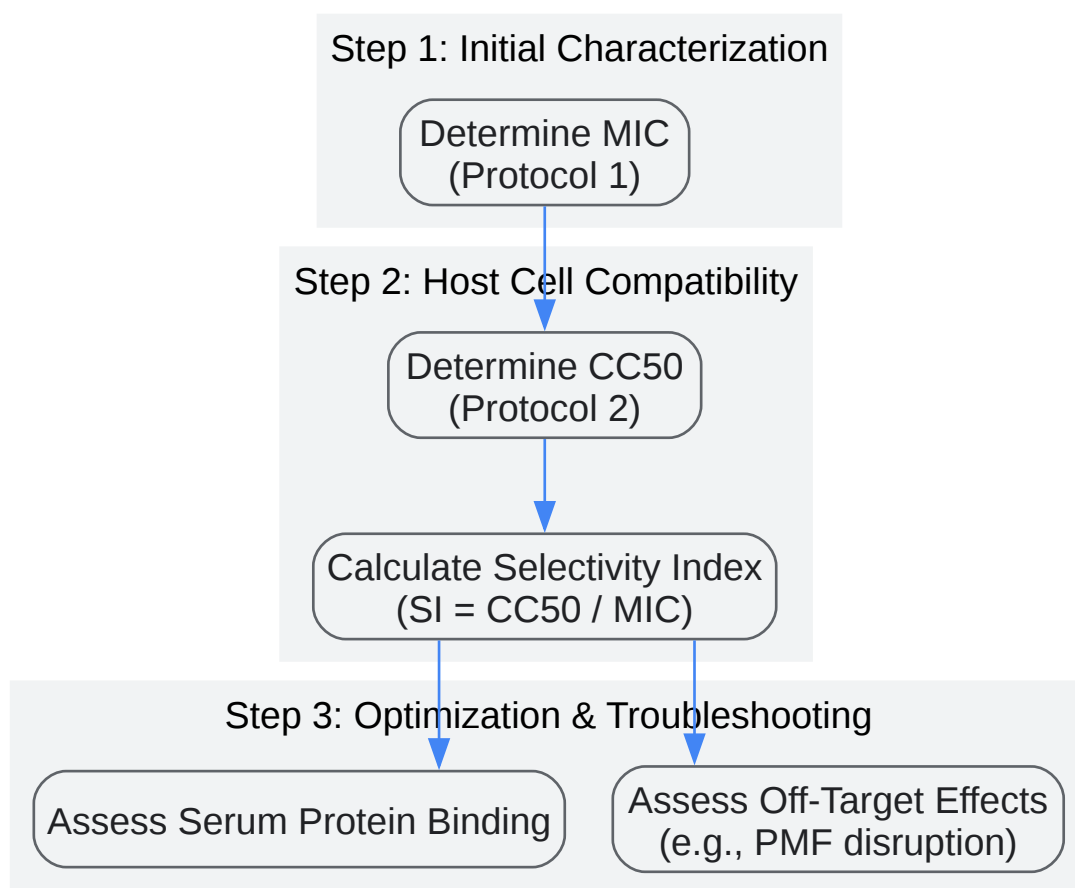 Step 1: Initial Characterization
Determine MIC
(Protocol 1)
Step 2: Host Cell Compatibility
Determine CC50
(Protocol 2)
Calculate Selectivity Index
(SI = CC50 / MIC)
Step 3: Optimization & Troubleshooting
Assess Serum Protein Binding
Assess Off-Target Effects
(e.g., PMF disruption)